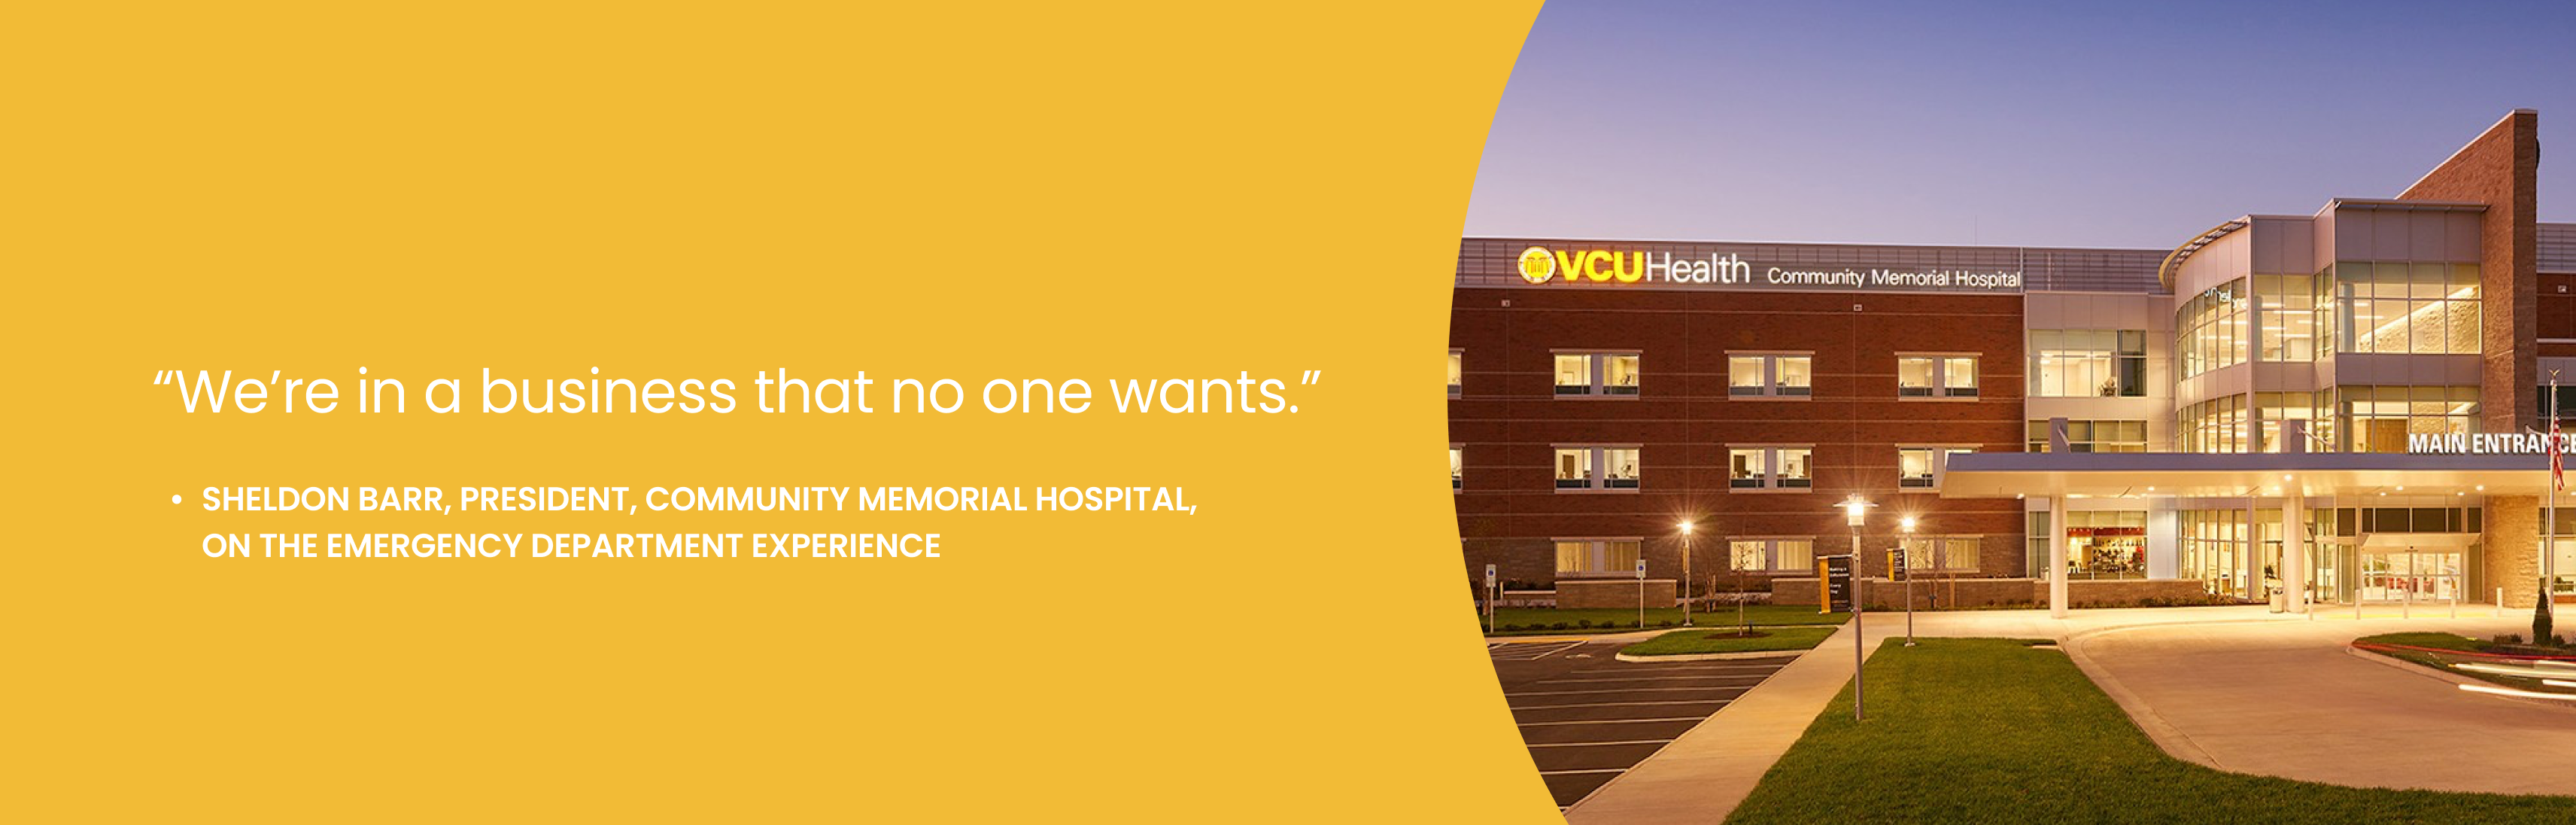 “We’re in a business that no one wants.”
• SHELDON BARR, PRESIDENT, COMMUNITY MEMORIAL HOSPITAL,
ON THE EMERGENCY DEPARTMENT EXPERIENCE
VCUHealth Community Memorial Hospital
MAIN ENTRANCE